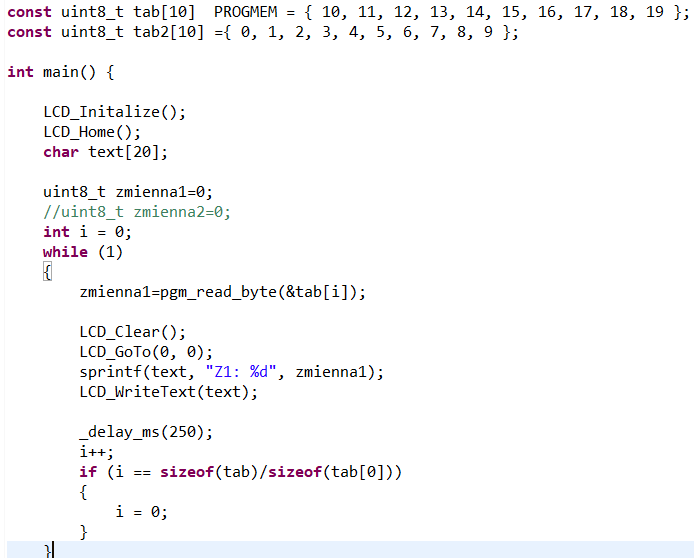 const uint8_t tab[10]  PROGMEM = { 10, 11, 12, 13, 14, 15, 16, 17, 18, 19 };
const uint8_t tab2[10] ={ 0, 1, 2, 3, 4, 5, 6, 7, 8, 9 };
int main() {
    LCD_Initalize();
    LCD_Home();
    char text[20];
    uint8_t zmienna1=0;
    //uint8_t zmienna2=0;
    int i = 0;
    while (1)
    {
        zmienna1=pgm_read_byte(&tab[i]);
        LCD_Clear();
        LCD_GoTo(0, 0);
        sprintf(text, "Z1: %d", zmienna1);
        LCD_WriteText(text);
        _delay_ms(250);
        i++;
        if (i == sizeof(tab)/sizeof(tab[0]))
        {
            i = 0;
        }
    }